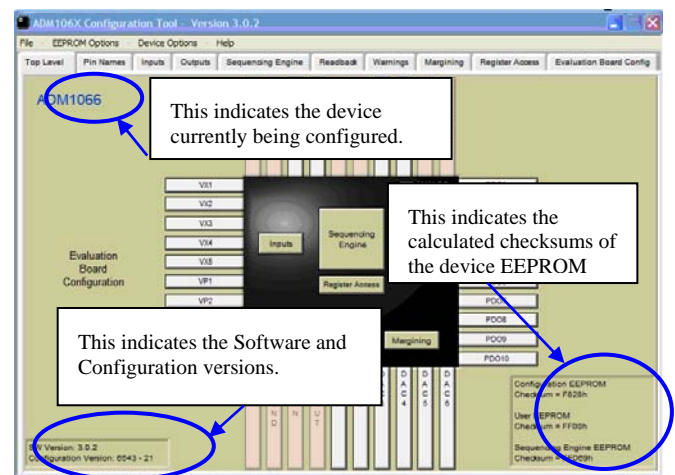 ADM106X Configuration Tool - Version 3.0.2
File EEPROM Options Device Options Help
Top Level Pin Names Inputs Outputs Sequencing Engine Readback Warnings Margining Register Access Evaluation Board Config
ADM1066
This indicates the device
currently being configured.
VX1
VX2
VX3
VX4
VX5
VP1
VP2
Inputs
Sequencing
Engine
Register Access
Margining
This indicates the
calculated checksums of
the device EEPROM
Evaluation
Board
Configuration
PDO8
PDO9
PDO10
This indicates the Software and
Configuration versions.
DAC4
Configuration EEPROM
Checksum = F828h
User EEPROM
Checksum = FF00h
Sequencing Engine EEPROM
Checksum =
S/W Version: 3.0.2
Configuration Version: 6643 - 21